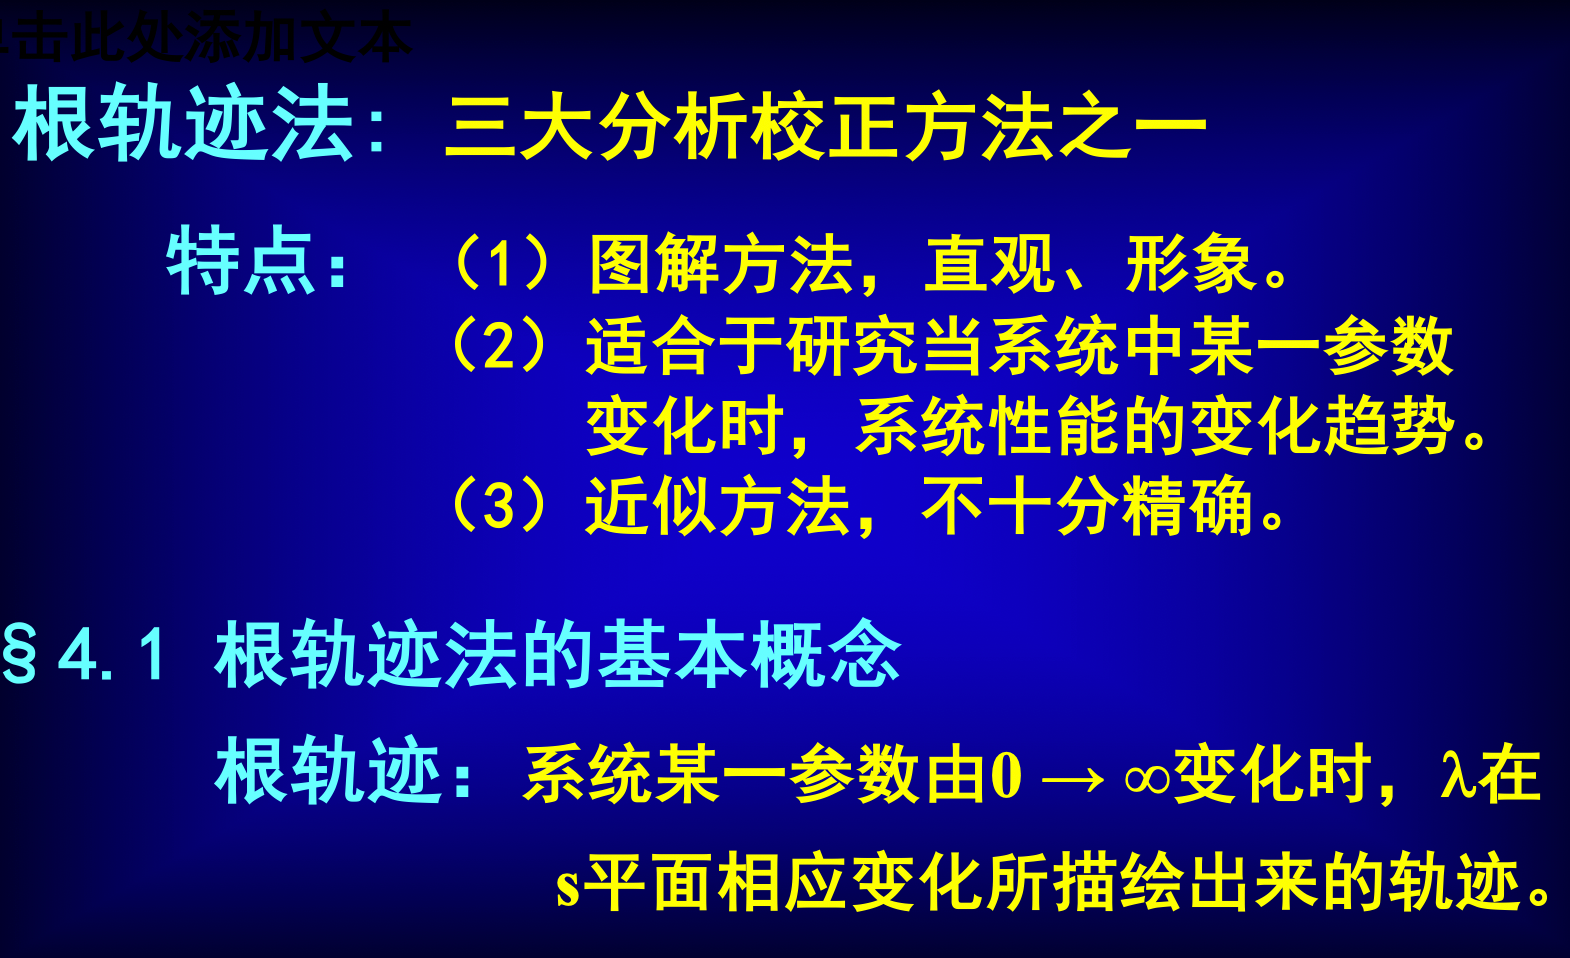 单击此处添加文本
根轨迹法: 三大分析校正方法之一
特点： （1）图解方法，直观、形象。
（2）适合于研究当系统中某一参数
变化时，系统性能的变化趋势。
（3）近似方法，不十分精确。
§4.1 根轨迹法的基本概念
根轨迹：系统某一参数由0 → ∞变化时，λ在
s平面相应变化所描绘出来的轨迹。